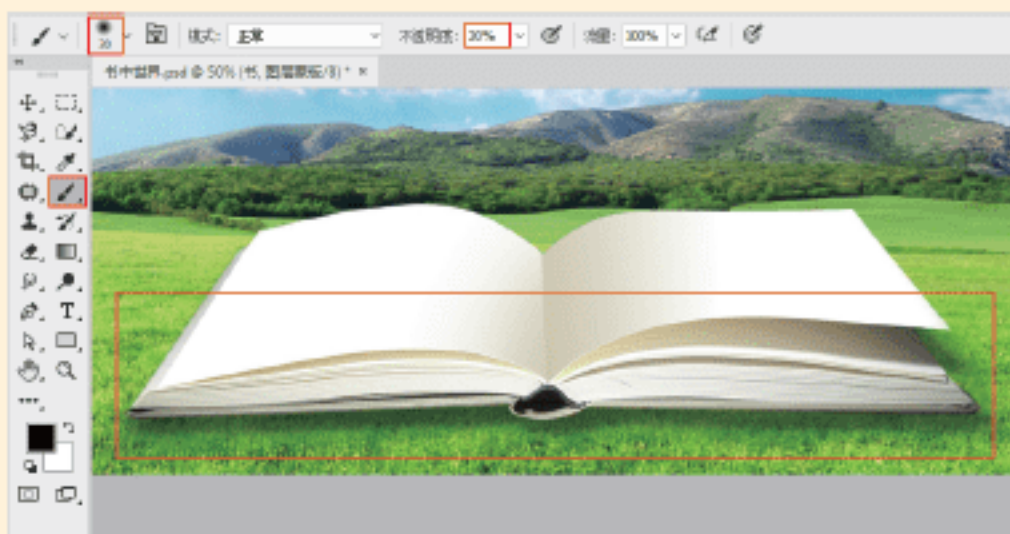 30 模式: 正常 不透明度: 20% 流量: 100%
书中世界.psd @ 50% (书, 图层蒙版/8) * ×
T